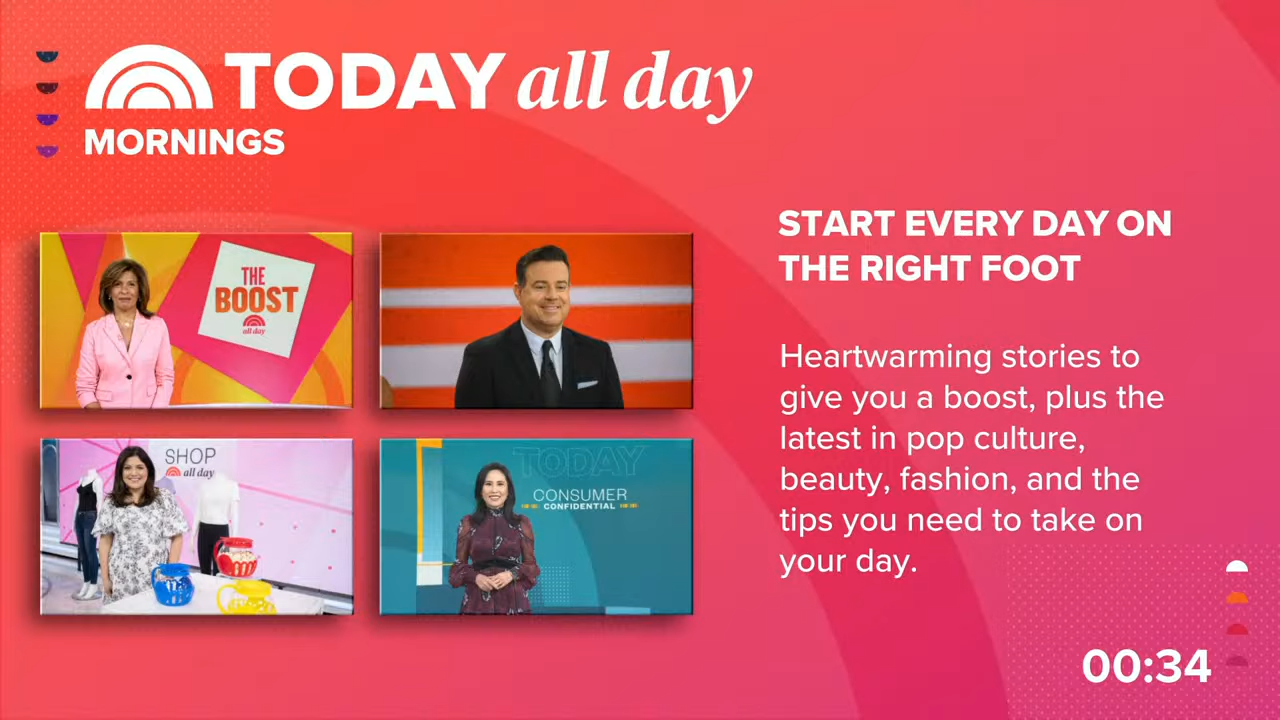 TODAY all day
MORNINGS
START EVERY DAY ON
THE RIGHT FOOT
THE
BOOST
all day
SHOP
all day
TODAY
CONSUMER
CONFIDENTIAL
Heartwarming stories to
give you a boost, plus the
latest in pop culture,
beauty, fashion, and the
tips you need to take on
your day.
00:34